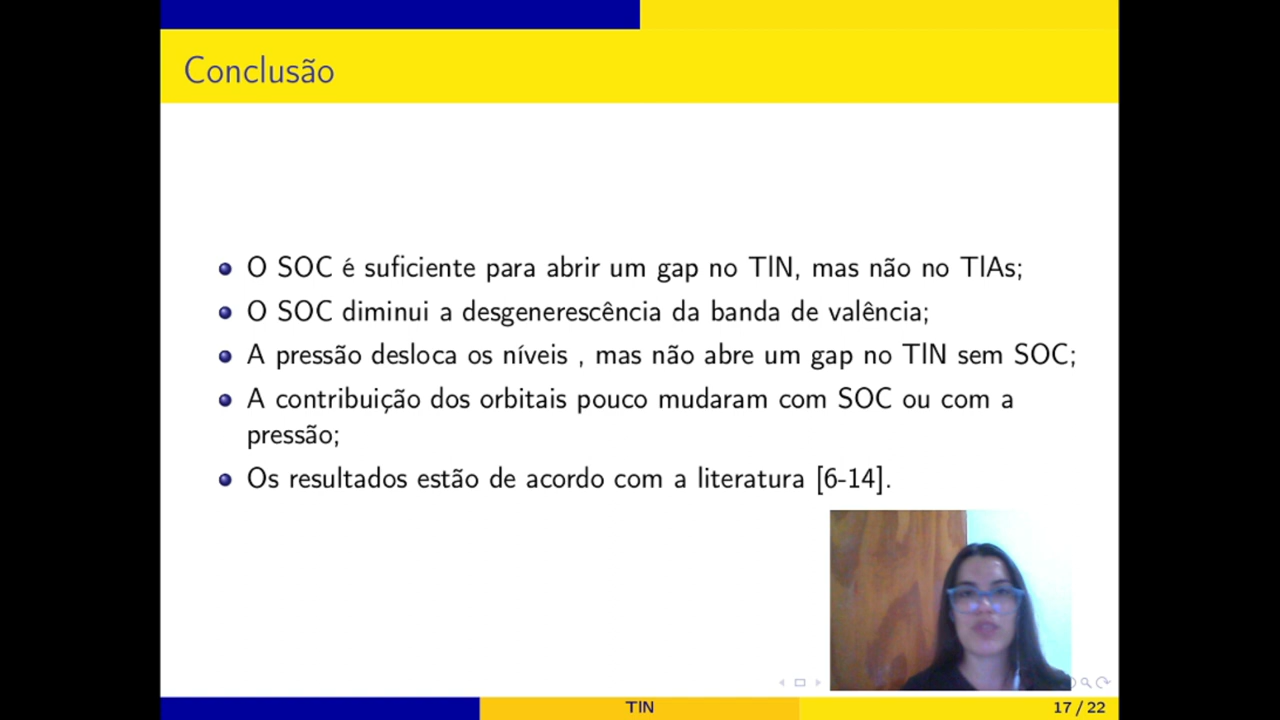 Conclusão
O SOC é suficiente para abrir um gap no TlN, mas não no TlAs;
O SOC diminui a desgenerescência da banda de valência;
A pressão desloca os níveis , mas não abre um gap no TlN sem SOC;
A contribuição dos orbitais pouco mudaram com SOC ou com a
pressão;
Os resultados estão de acordo com a literatura [6-14].
TlN
17 / 22